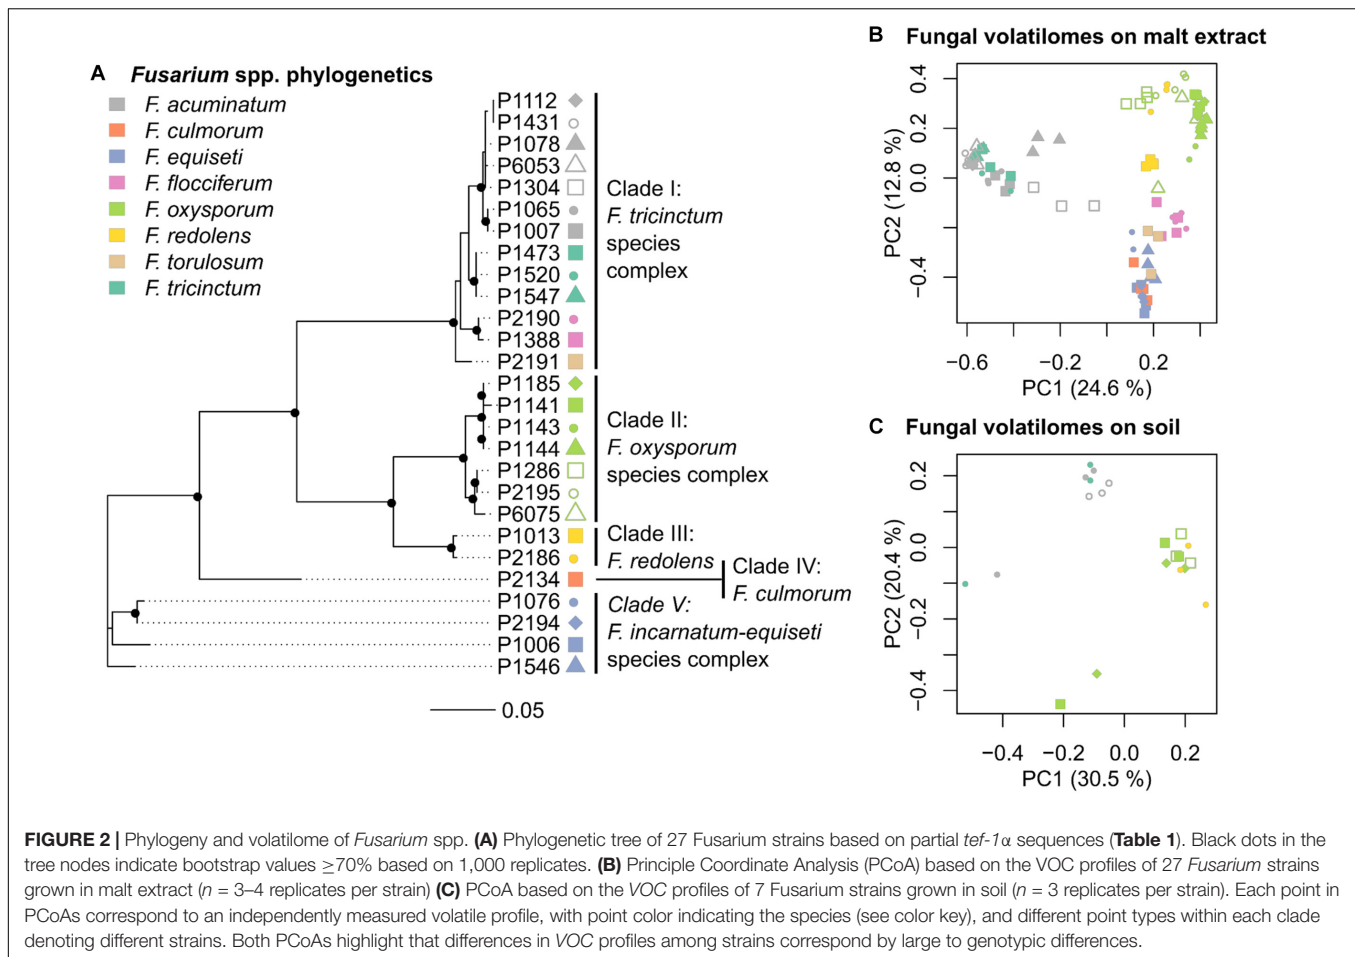 A Fusarium spp. phylogenetics
F. acuminatum
F. culmorum
F. equiseti
F. flocciferum
F. oxysporum
F. redolens
F. torulosum
F. tricinctum
P1112
P1431
P1078
P6053
P1304
P1065
P1007
P1473
P1520
P1547
P2190
P1388
P2191
P1185
P1141
P1143
P1144
P1286
P2195
P6075
P1013
P2186
P2134
P1076
P2194
P1006
P1546
Clade I:
F. tricinctum
species
complex
Clade II:
F. oxysporum
species complex
Clade III:
F. redolens
Clade IV:
F. culmorum
Clade V:
F. incarnatum-equiseti
species complex
0.05
B Fungal volatilomes on malt extract
PC2 (12.8 %)
0.4
0.2
0.0
−0.4
−0.6
−0.2
0.2
PC1 (24.6 %)
C Fungal volatilomes on soil
PC2 (20.4 %)
0.2
0.0
−0.2
−0.4
−0.4
−0.2
0.0
0.2
PC1 (30.5 %)
FIGURE 2 | Phylogeny and volatilome of Fusarium spp. (A) Phylogenetic tree of 27 Fusarium strains based on partial tef-1α sequences (Table 1). Black dots in the
tree nodes indicate bootstrap values ≥70% based on 1,000 replicates. (B) Principle Coordinate Analysis (PCoA) based on the VOC profiles of 27 Fusarium strains
grown in malt extract (n = 3–4 replicates per strain) (C) PCoA based on the VOC profiles of 7 Fusarium strains grown in soil (n = 3 replicates per strain). Each point in
PCoAs correspond to an independently measured volatile profile, with point color indicating the species (see color key), and different point types within each clade
denoting different strains. Both PCoAs highlight that differences in VOC profiles among strains correspond by large to genotypic differences.